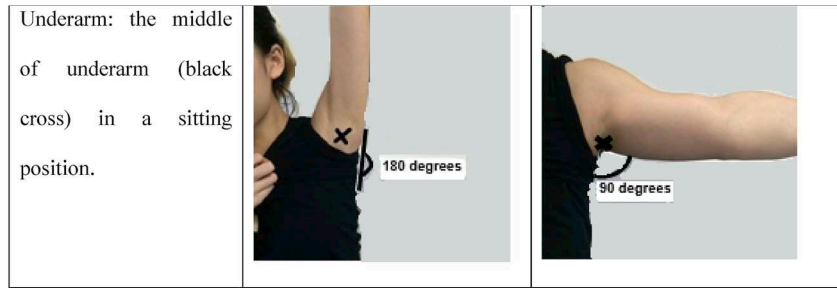 Underarm: the middle
of underarm (black
cross) in a sitting
position.
180 degrees
90 degrees